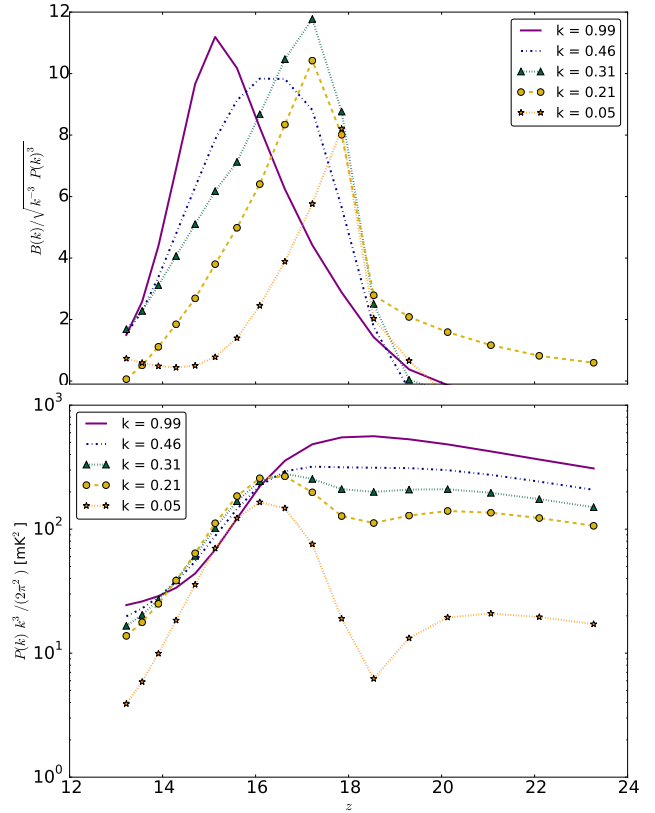 12
10
8
6
4
2
0
B(k)/√k⁻³ P(k)³
k = 0.99
k = 0.46
k = 0.31
k = 0.21
k = 0.05
10³
10²
10¹
10⁰
P(k) k³/(2π²) [mK²]
k = 0.99
k = 0.46
k = 0.31
k = 0.21
k = 0.05
12 14 16 18 20 22 24
z